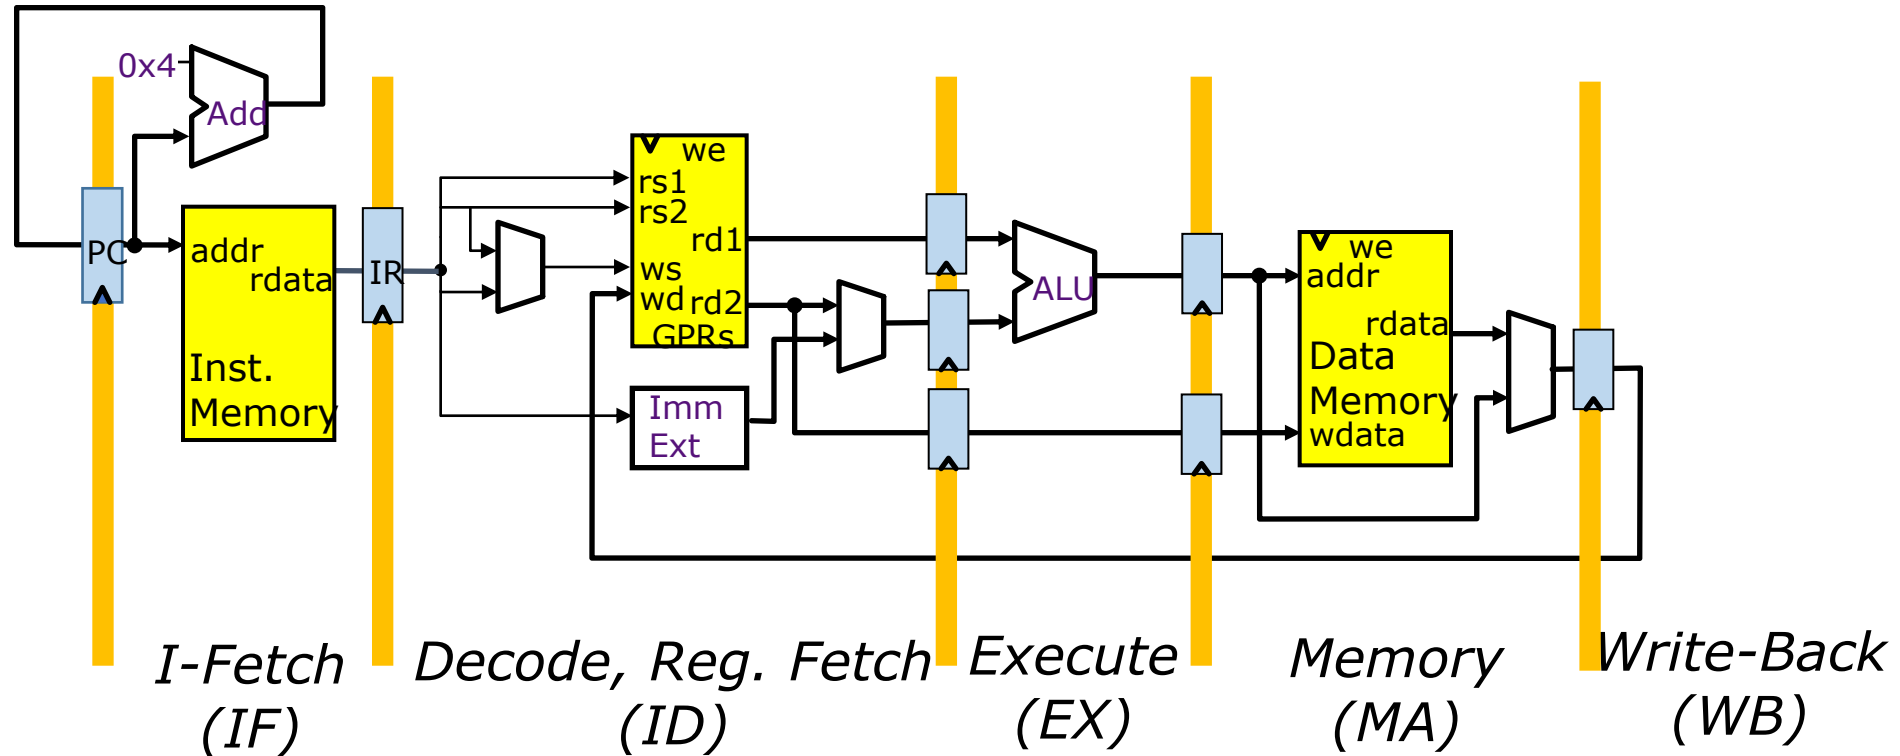 0x4
Add
PC
addr
rdata
Inst.
Memory
IR
we
rs1
rs2
rd1
ws
wd
rd2
GPRs
Imm
Ext
ALU
we
addr
rdata
Data
Memory
wdata
I-Fetch
(IF)
Decode, Reg. Fetch
(ID)
Execute
(EX)
Memory
(MA)
Write-Back
(WB)